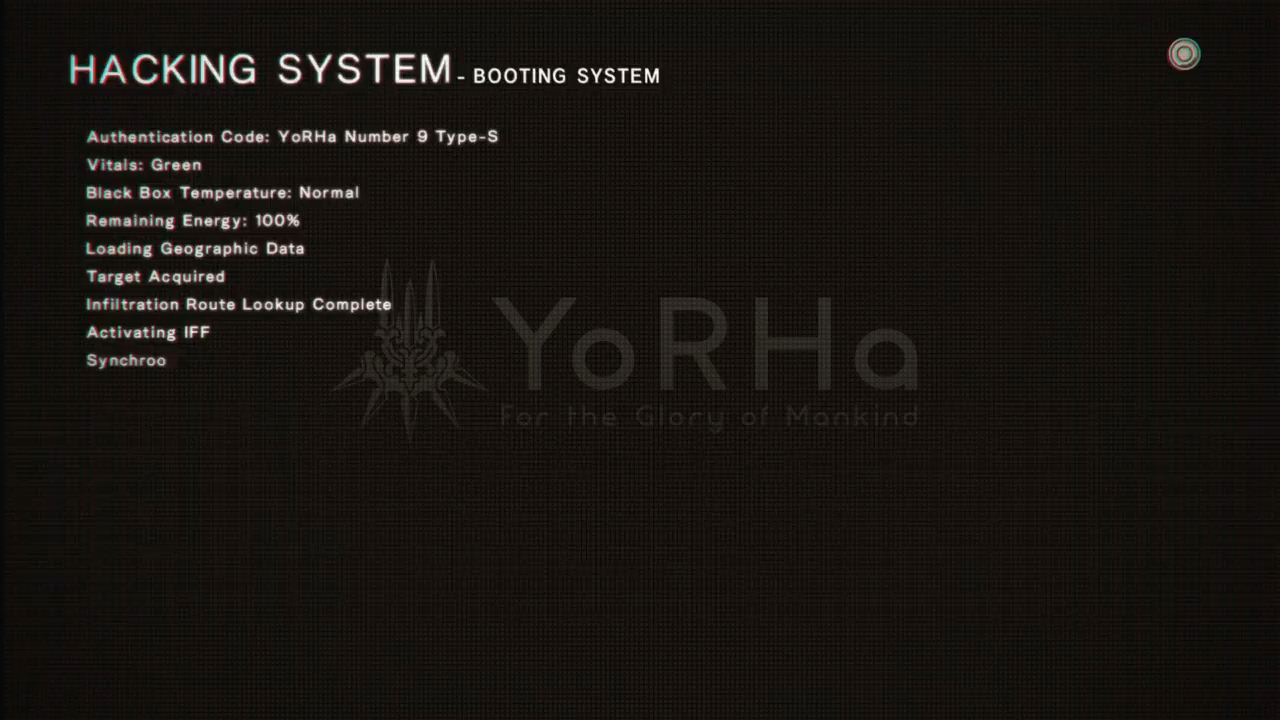 HACKING SYSTEM - BOOTING SYSTEM
Authentication Code: YoRHa Number 9 Type-S
Vitals: Green
Black Box Temperature: Normal
Remaining Energy: 100%
Loading Geographic Data
Target Acquired
Infiltration Route Lookup Complete
Activating IFF
Synchroo
YoRHa
For the Glory of Mankind